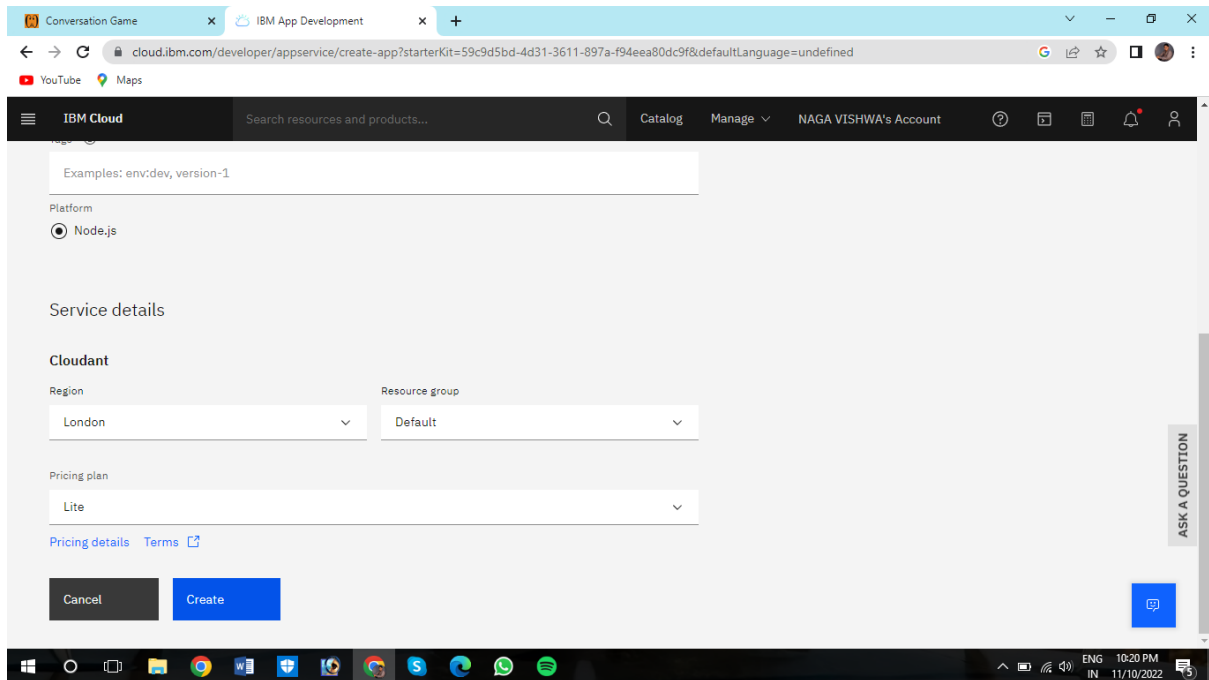 Conversation Game
IBM App Development
cloud.ibm.com/developer/appservice/create-app?starterKit=59c9d5bd-4d31-3611-897a-f94eea80dc9f&defaultLanguage=undefined
YouTube Maps
IBM Cloud Search resources and products... Catalog Manage NAGA VISHWA's Account
Tags
Examples: env:dev, version-1
Platform
Node.js
Service details
Cloudant
Region Resource group
London Default
Pricing plan
Lite
Pricing details Terms
Cancel Create
ASK A QUESTION
ENG 10:20 PM
IN 11/10/2022 5